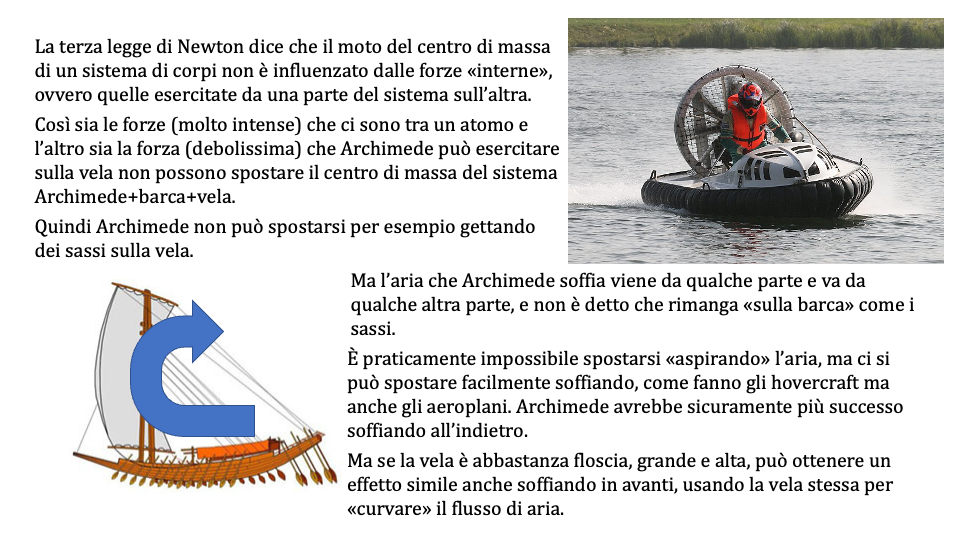 La terza legge di Newton dice che il moto del centro di massa
di un sistema di corpi non è influenzato dalle forze «interne»,
ovvero quelle esercitate da una parte del sistema sull’altra.
Così sia le forze (molto intense) che ci sono tra un atomo e
l’altro sia la forza (debolissima) che Archimede può esercitare
sulla vela non possono spostare il centro di massa del sistema
Archimede+barca+vela.
Quindi Archimede non può spostarsi per esempio gettando
dei sassi sulla vela.
Ma l’aria che Archimede soffia viene da qualche parte e va da
qualche altra parte, e non è detto che rimanga «sulla barca» come i
sassi.
È praticamente impossibile spostarsi «aspirando» l’aria, ma ci si
può spostare facilmente soffiando, come fanno gli hovercraft ma
anche gli aeroplani. Archimede avrebbe sicuramente più successo
soffiando all’indietro.
Ma se la vela è abbastanza floscia, grande e alta, può ottenere un
effetto simile anche soffiando in avanti, usando la vela stessa per
«curvare» il flusso di aria.